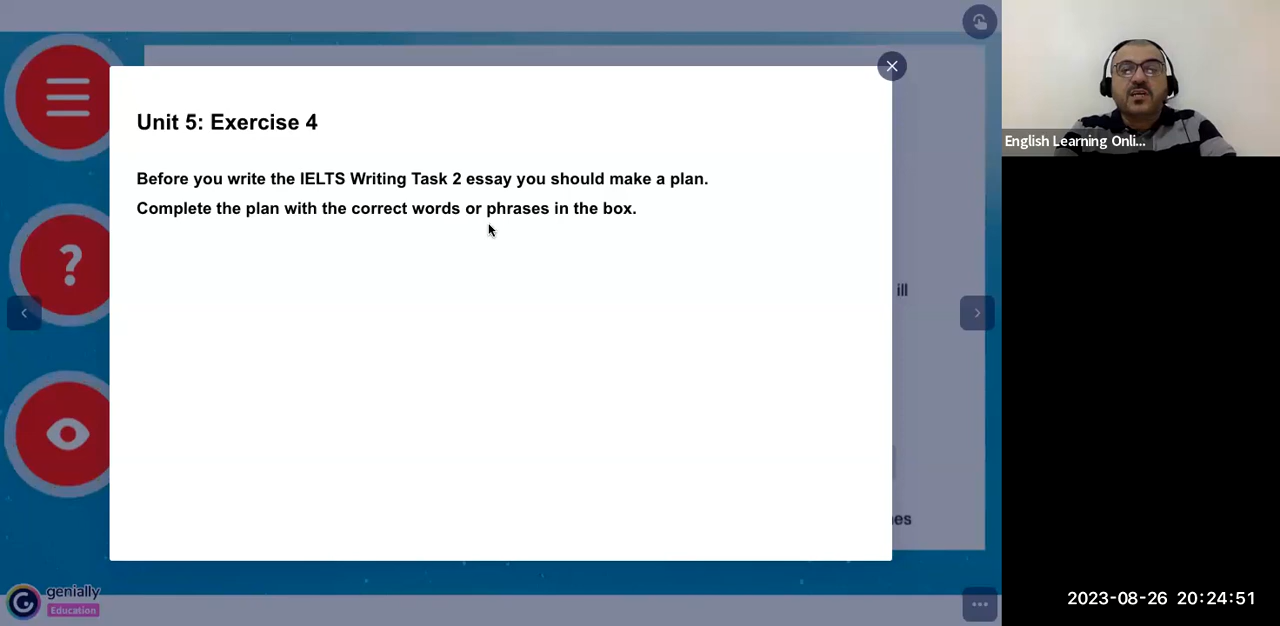 Unit 5: Exercise 4
Before you write the IELTS Writing Task 2 essay you should make a plan.
Complete the plan with the correct words or phrases in the box.
ill
es
English Learning Onli...
genially
Education
2023-08-26 20:24:51